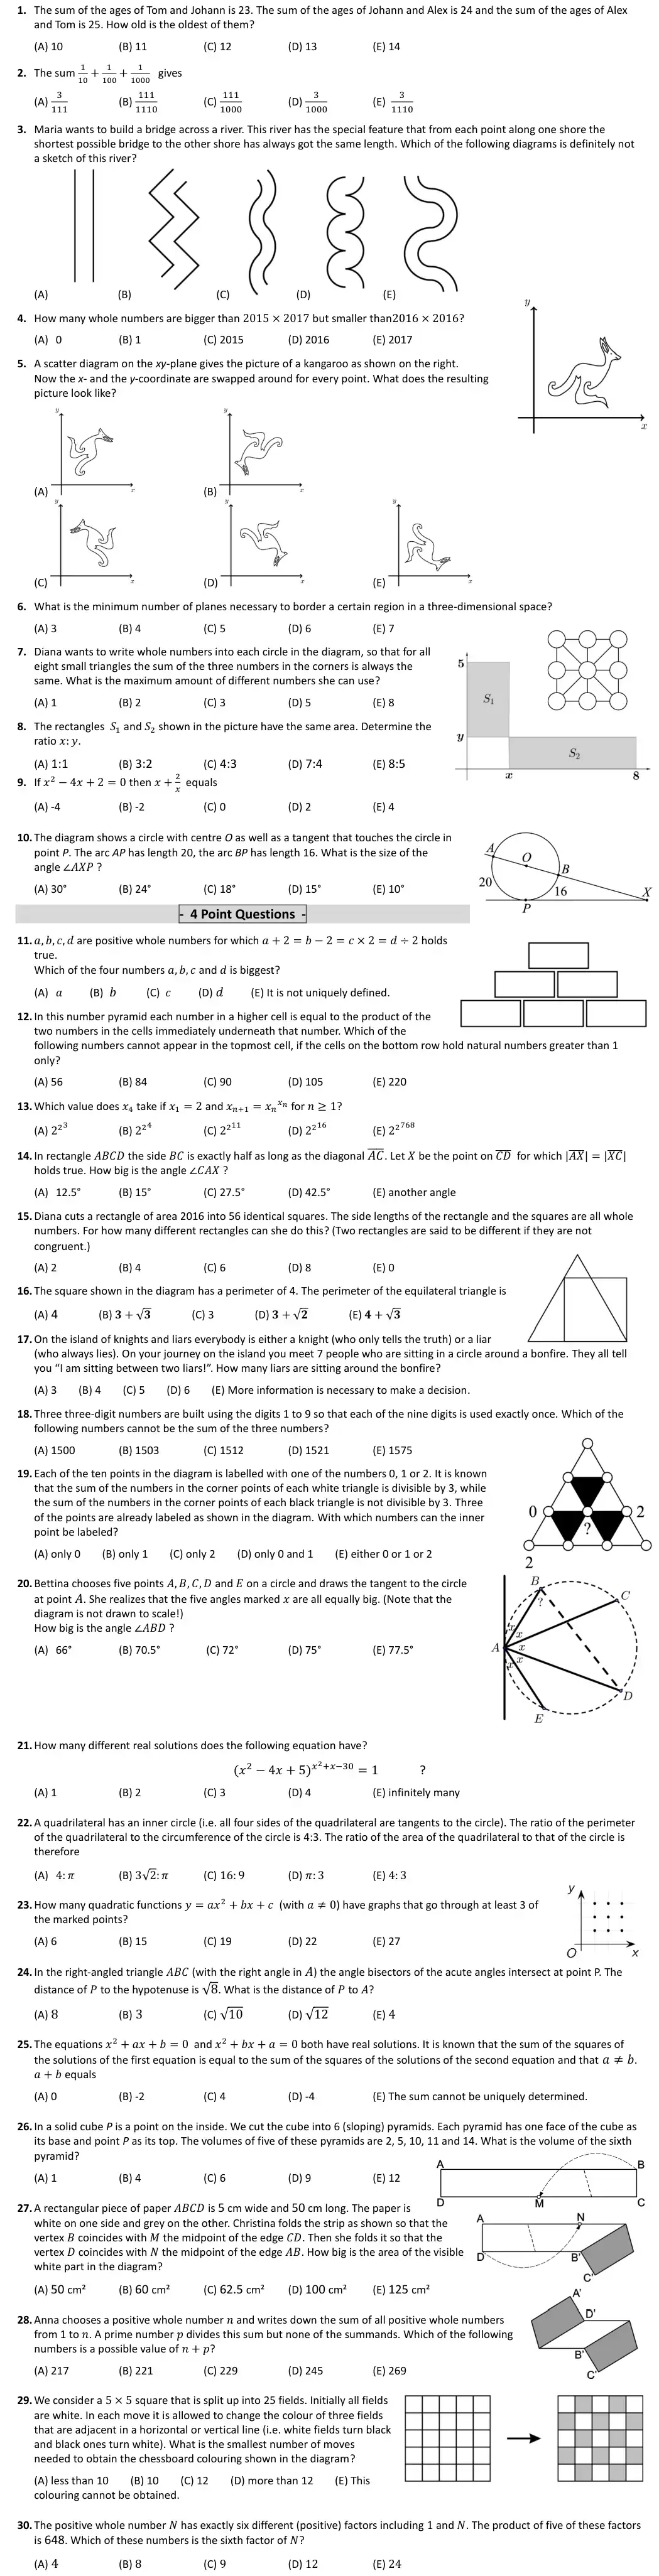 1. The sum of the ages of Tom and Johann is 23. The sum of the ages of Johann and Alex is 24 and the sum of the ages of Alex
and Tom is 25. How old is the oldest of them?
(A) 10 (B) 11 (C) 12 (D) 13 (E) 14
2. The sum 1/10 + 1/100 + 1/1000 gives
(A) 3/111 (B) 111/1110 (C) 111/1000 (D) 3/1000 (E) 3/1110
3. Maria wants to build a bridge across a river. This river has the special feature that from each point along one shore the
shortest possible bridge to the other shore has always got the same length. Which of the following diagrams is definitely not
a sketch of this river?
(A) (B) (C) (D) (E)
4. How many whole numbers are bigger than 2015 × 2017 but smaller than2016 × 2016?
(A) 0 (B) 1 (C) 2015 (D) 2016 (E) 2017
5. A scatter diagram on the xy-plane gives the picture of a kangaroo as shown on the right.
Now the x- and the y-coordinate are swapped around for every point. What does the resulting
picture look like?
y
x
y
y
(A) x (B) x
y
y
y
(C) x (D) x (E) x
6. What is the minimum number of planes necessary to border a certain region in a three-dimensional space?
(A) 3 (B) 4 (C) 5 (D) 6 (E) 7
7. Diana wants to write whole numbers into each circle in the diagram, so that for all
eight small triangles the sum of the three numbers in the corners is always the
same. What is the maximum amount of different numbers she can use?
(A) 1 (B) 2 (C) 3 (D) 5 (E) 8
8. The rectangles S₁ and S₂ shown in the picture have the same area. Determine the
ratio x: y.
5
S₁
y
S₂
x 8
(A) 1:1 (B) 3:2 (C) 4:3 (D) 7:4 (E) 8:5
9. If x² − 4x + 2 = 0 then x + 2/x equals
(A) -4 (B) -2 (C) 0 (D) 2 (E) 4
10. The diagram shows a circle with centre O as well as a tangent that touches the circle in
point P. The arc AP has length 20, the arc BP has length 16. What is the size of the
angle ∠AXP ?
A
O
B
20
16
X
P
(A) 30° (B) 24° (C) 18° (D) 15° (E) 10°
- 4 Point Questions -
11. a, b, c, d are positive whole numbers for which a + 2 = b − 2 = c × 2 = d ÷ 2 holds
true.
Which of the four numbers a, b, c and d is biggest?
(A) a (B) b (C) c (D) d (E) It is not uniquely defined.
12. In this number pyramid each number in a higher cell is equal to the product of the
two numbers in the cells immediately underneath that number. Which of the
following numbers cannot appear in the topmost cell, if the cells on the bottom row hold natural numbers greater than 1
only?
(A) 56 (B) 84 (C) 90 (D) 105 (E) 220
13. Which value does x₄ take if x₁ = 2 and xₙ₊₁ = xₙ^xₙ for n ≥ 1?
(A) 2^2^3 (B) 2^2^4 (C) 2^2^11 (D) 2^2^16 (E) 2^2^768
14. In rectangle ABCD the side BC is exactly half as long as the diagonal AC. Let X be the point on CD for which |AX| = |XC|
holds true. How big is the angle ∠CAX ?
(A) 12.5° (B) 15° (C) 27.5° (D) 42.5° (E) another angle
15. Diana cuts a rectangle of area 2016 into 56 identical squares. The side lengths of the rectangle and the squares are all whole
numbers. For how many different rectangles can she do this? (Two rectangles are said to be different if they are not
congruent.)
(A) 2 (B) 4 (C) 6 (D) 8 (E) 0
16. The square shown in the diagram has a perimeter of 4. The perimeter of the equilateral triangle is
(A) 4 (B) 3 + √3 (C) 3 (D) 3 + √2 (E) 4 + √3
17. On the island of knights and liars everybody is either a knight (who only tells the truth) or a liar
(who always lies). On your journey on the island you meet 7 people who are sitting in a circle around a bonfire. They all tell
you “I am sitting between two liars!”. How many liars are sitting around the bonfire?
(A) 3 (B) 4 (C) 5 (D) 6 (E) More information is necessary to make a decision.
18. Three three-digit numbers are built using the digits 1 to 9 so that each of the nine digits is used exactly once. Which of the
following numbers cannot be the sum of the three numbers?
(A) 1500 (B) 1503 (C) 1512 (D) 1521 (E) 1575
19. Each of the ten points in the diagram is labelled with one of the numbers 0, 1 or 2. It is known
that the sum of the numbers in the corner points of each white triangle is divisible by 3, while
the sum of the numbers in the corner points of each black triangle is not divisible by 3. Three
of the points are already labeled as shown in the diagram. With which numbers can the inner
point be labeled?
0 2
?
2
(A) only 0 (B) only 1 (C) only 2 (D) only 0 and 1 (E) either 0 or 1 or 2
20. Bettina chooses five points A, B, C, D and E on a circle and draws the tangent to the circle
at point A. She realizes that the five angles marked x are all equally big. (Note that the
diagram is not drawn to scale!)
How big is the angle ∠ABD ?
B
?
C
x
x
A x
x
x
D
E
(A) 66° (B) 70.5° (C) 72° (D) 75° (E) 77.5°
21. How many different real solutions does the following equation have?
(x² − 4x + 5)^(x²+x−30) = 1 ?
(A) 1 (B) 2 (C) 3 (D) 4 (E) infinitely many
22. A quadrilateral has an inner circle (i.e. all four sides of the quadrilateral are tangents to the circle). The ratio of the perimeter
of the quadrilateral to the circumference of the circle is 4:3. The ratio of the area of the quadrilateral to that of the circle is
therefore
(A) 4: π (B) 3√2: π (C) 16: 9 (D) π: 3 (E) 4: 3
23. How many quadratic functions y = ax² + bx + c (with a ≠ 0) have graphs that go through at least 3 of
the marked points?
y
O x
(A) 6 (B) 15 (C) 19 (D) 22 (E) 27
24. In the right-angled triangle ABC (with the right angle in A) the angle bisectors of the acute angles intersect at point P. The
distance of P to the hypotenuse is √8. What is the distance of P to A?
(A) 8 (B) 3 (C) √10 (D) √12 (E) 4
25. The equations x² + ax + b = 0 and x² + bx + a = 0 both have real solutions. It is known that the sum of the squares of
the solutions of the first equation is equal to the sum of the squares of the solutions of the second equation and that a ≠ b.
a + b equals
(A) 0 (B) -2 (C) 4 (D) -4 (E) The sum cannot be uniquely determined.
26. In a solid cube P is a point on the inside. We cut the cube into 6 (sloping) pyramids. Each pyramid has one face of the cube as
its base and point P as its top. The volumes of five of these pyramids are 2, 5, 10, 11 and 14. What is the volume of the sixth
pyramid?
(A) 1 (B) 4 (C) 6 (D) 9 (E) 12
A B
D M C
27. A rectangular piece of paper ABCD is 5 cm wide and 50 cm long. The paper is
white on one side and grey on the other. Christina folds the strip as shown so that the
vertex B coincides with M the midpoint of the edge CD. Then she folds it so that the
vertex D coincides with N the midpoint of the edge AB. How big is the area of the visible
white part in the diagram?
A N
D B'
C'
(A) 50 cm² (B) 60 cm² (C) 62.5 cm² (D) 100 cm² (E) 125 cm²
A'
D'
B'
C'
28. Anna chooses a positive whole number n and writes down the sum of all positive whole numbers
from 1 to n. A prime number p divides this sum but none of the summands. Which of the following
numbers is a possible value of n + p?
(A) 217 (B) 221 (C) 229 (D) 245 (E) 269
29. We consider a 5 × 5 square that is split up into 25 fields. Initially all fields
are white. In each move it is allowed to change the colour of three fields
that are adjacent in a horizontal or vertical line (i.e. white fields turn black
and black ones turn white). What is the smallest number of moves
needed to obtain the chessboard colouring shown in the diagram?
(A) less than 10 (B) 10 (C) 12 (D) more than 12 (E) This
colouring cannot be obtained.
30. The positive whole number N has exactly six different (positive) factors including 1 and N. The product of five of these factors
is 648. Which of these numbers is the sixth factor of N?
(A) 4 (B) 8 (C) 9 (D) 12 (E) 24